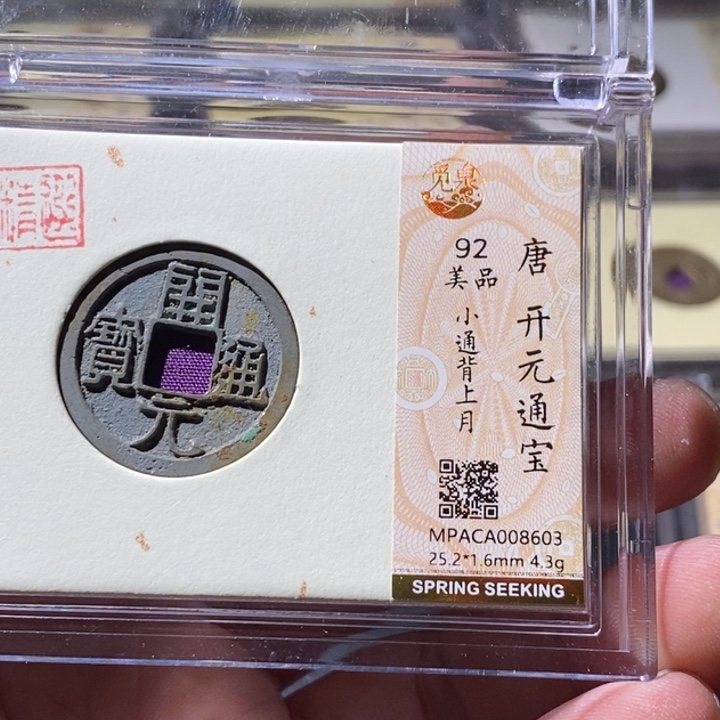 覓泉
唐 开元通宝
92
美品
小通背上月
開元通寶
MPACA008603
25.2*1.6mm 4.3g
SPRING SEEKING